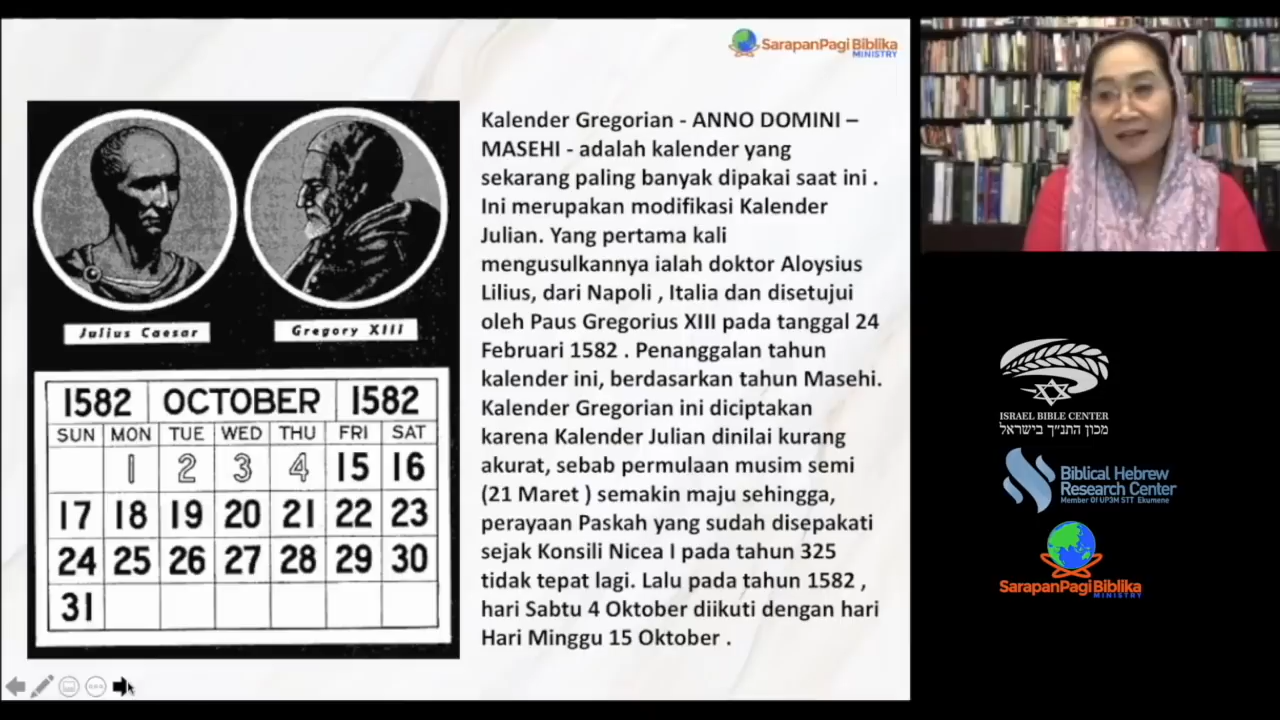 SarapanPagi Biblika
MINISTRY
Julius Caesar
Gregory XIII
1582 OCTOBER 1582
SUN MON TUE WED THU FRI SAT
1 2 3 4 15 16
17 18 19 20 21 22 23
24 25 26 27 28 29 30
31
Kalender Gregorian - ANNO DOMINI –
MASEHI - adalah kalender yang
sekarang paling banyak dipakai saat ini .
Ini merupakan modifikasi Kalender
Julian. Yang pertama kali
mengusulkannya ialah doktor Aloysius
Lilius, dari Napoli , Italia dan disetujui
oleh Paus Gregorius XIII pada tanggal 24
Februari 1582 . Penanggalan tahun
kalender ini, berdasarkan tahun Masehi.
Kalender Gregorian ini diciptakan
karena Kalender Julian dinilai kurang
akurat, sebab permulaan musim semi
(21 Maret ) semakin maju sehingga,
perayaan Paskah yang sudah disepakati
sejak Konsili Nicea I pada tahun 325
tidak tepat lagi. Lalu pada tahun 1582 ,
hari Sabtu 4 Oktober diikuti dengan hari
Hari Minggu 15 Oktober .
ISRAEL BIBLE CENTER
מכון התנ"ך בישראל
Biblical Hebrew
Research Center
Member Of UP3M STT Ekumene
SarapanPagi Biblika
MINISTRY